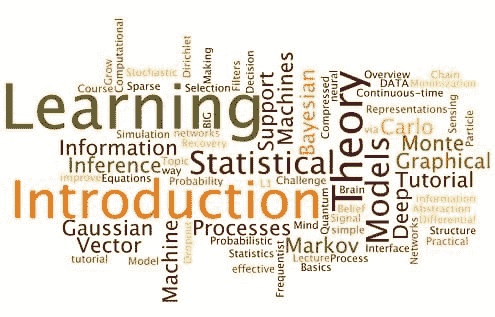 Learning
Introduction
Theory
Statistical
Models
Information
Inference
Gaussian
Vector
Machine
Processes
Markov
Support
Machines
Bayesian
Monte
Carlo
Graphical
Tutorial
Deep
Course
Grow
Computational
Stochastic
Sparse
Dirichlet
Selection
BIG
Making
Filters
Decision
Simulation
networks
Recovery
Topic
way
improve
Equations
Probability
L1
Challenge
tutorial
Model
Probabilistic
Statistics
effective
Frequentist
Mind
Lecture
Basics
Process
Quantum
Belief
Signal
simple
Brain
Compressed
neural
Overview
DATA
Minimization
Chain
Continuous-time
Representations
via
Sensing
Particle
information
Abstraction
Differential
Structure
Practical
Networks
Interface